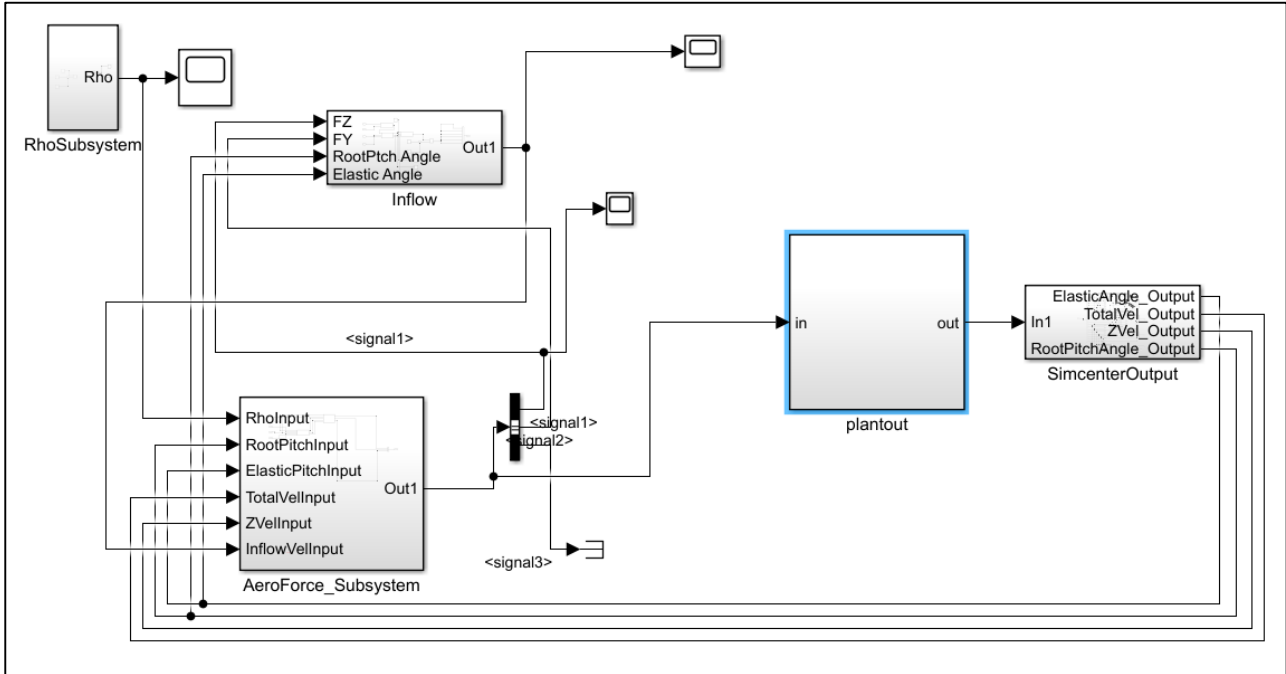 Rho
RhoSubsystem
FZ
FY
RootPtch Angle
Elastic Angle
Out1
Inflow
<signal1>
RhoInput
RootPitchInput
ElasticPitchInput
TotalVelInput
ZVelInput
InflowVelInput
Out1
AeroForce_Subsystem
<signal1>
<signal2>
<signal3>
in
out
plantout
In1
ElasticAngle_Output
TotalVel_Output
ZVel_Output
RootPitchAngle_Output
SimcenterOutput